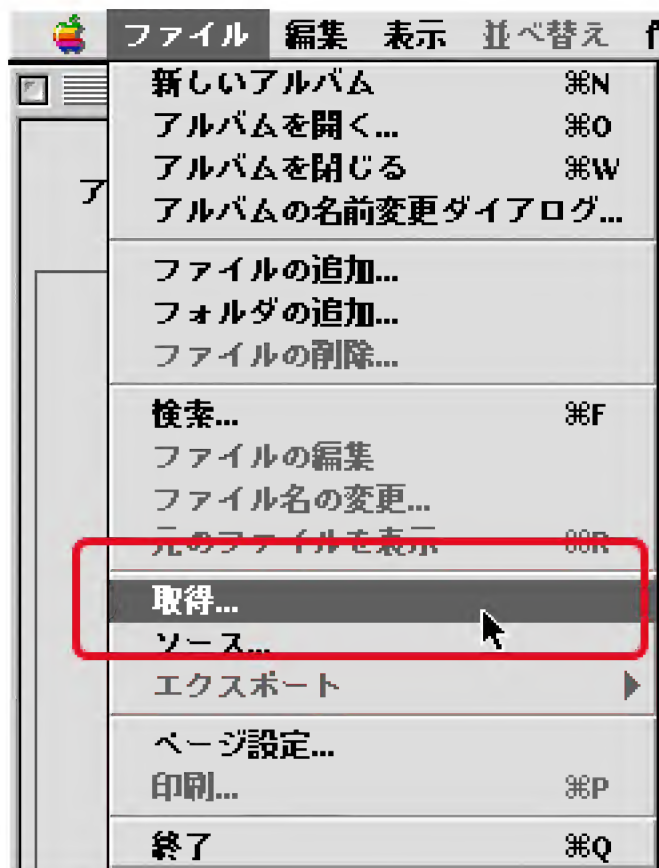 ファイル 編集 表示 並べ替え
新しいアルバム ⌘N
アルバムを開く... ⌘O
アルバムを閉じる ⌘W
ア
アルバムの名前変更ダイアログ...
ファイルの追加...
フォルダの追加...
ファイルの削除...
検索... ⌘F
ファイルの編集
ファイル名の変更...
元のファイルを表示 ⌘R
取得...
ソース...
エクスポート
ページ設定...
印刷... ⌘P
終了 ⌘Q